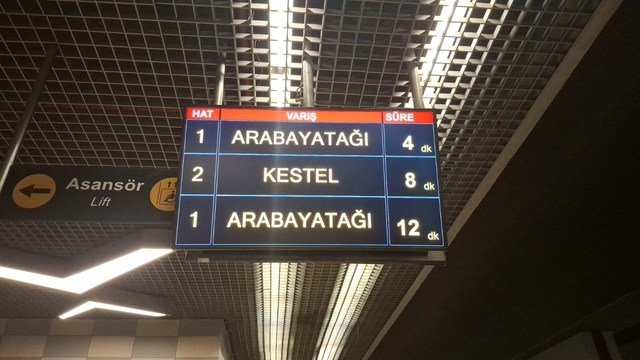 HAT VARIŞ SÜRE
1 ARABAYATAĞI 4 dk
2 KESTEL 8 dk
1 ARABAYATAĞI 12 dk
Asansör
Lift